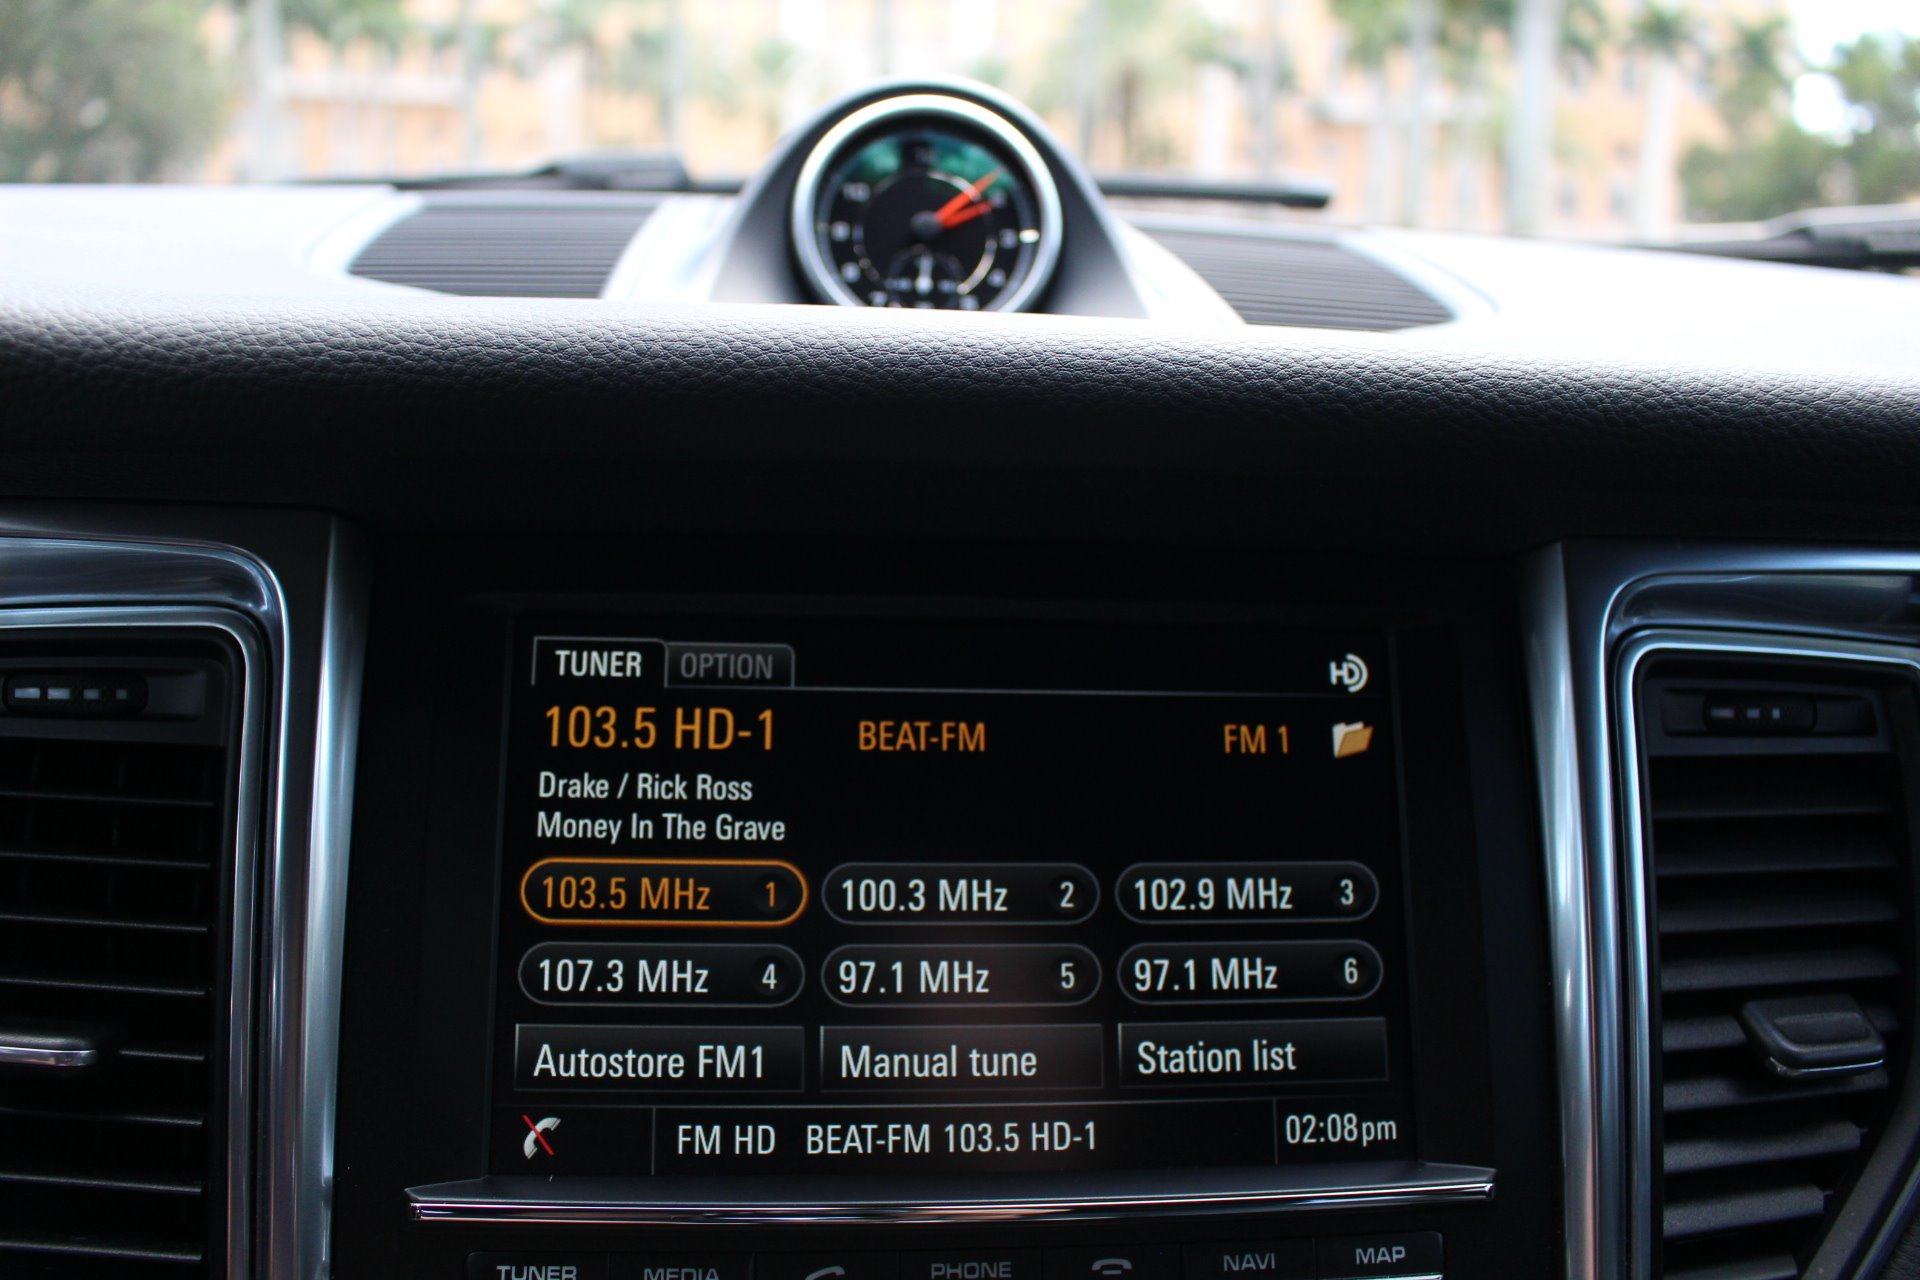 TUNER OPTION HD
103.5 HD-1 BEAT-FM FM 1
Drake / Rick Ross
Money In The Grave
103.5 MHz 1 100.3 MHz 2 102.9 MHz 3
107.3 MHz 4 97.1 MHz 5 97.1 MHz 6
Autostore FM1 Manual tune Station list
FM HD BEAT-FM 103.5 HD-1 02:08pm
TUNER MEDIA PHONE NAVI MAP